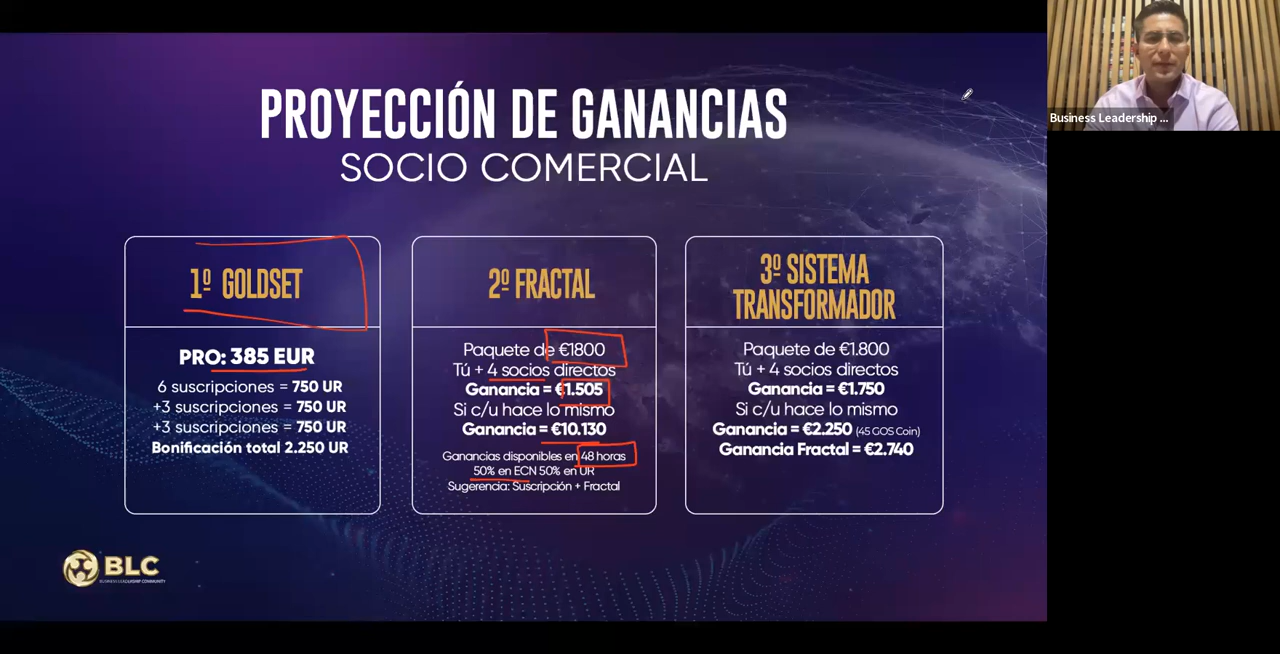 PROYECCIÓN DE GANANCIAS
SOCIO COMERCIAL
1º GOLDSET
PRO: 385 EUR
6 suscripciones = 750 UR
+3 suscripciones = 750 UR
+3 suscripciones = 750 UR
Bonificación total 2.250 UR
2º FRACTAL
Paquete de €1800
Tú + 4 socios directos
Ganancia = €1.505
Si c/u hace lo mismo
Ganancia = €10.130
Ganancias disponibles en 48 horas
50% en ECN 50% en UR
Sugerencia: Suscripción + Fractal
3º SISTEMA
TRANSFORMADOR
Paquete de €1.800
Tú + 4 socios directos
Ganancia = €1.750
Si c/u hace lo mismo
Ganancia = €2.250 (45 GOS Coin)
Ganancia Fractal = €2.740
BLC
BUSINESS LEADERSHIP COMMUNITY
Business Leadership ...